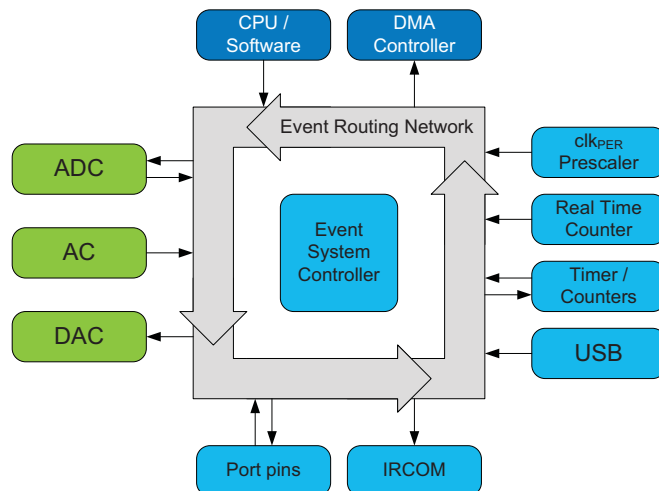 CPU /
Software
DMA
Controller
Event Routing Network
ADC
clkPER
Prescaler
Real Time
Counter
AC
Event
System
Controller
Timer /
Counters
DAC
USB
Port pins
IRCOM